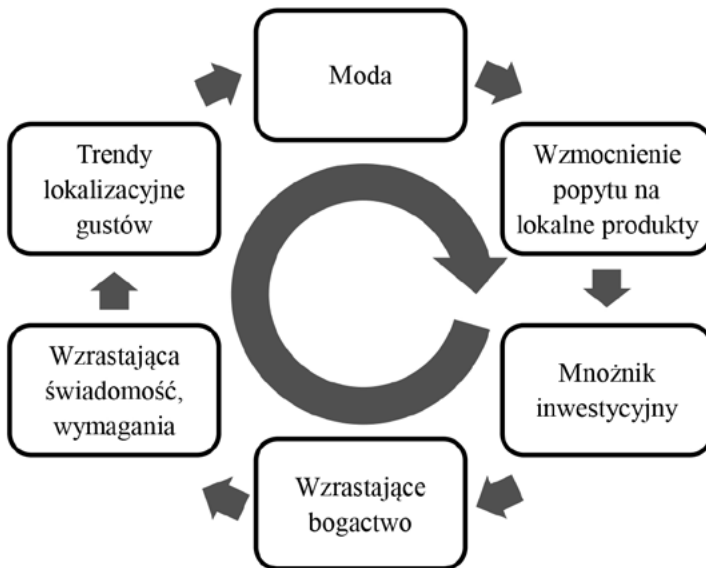 Moda
Wzmocnienie
popytu na
lokalne produkty
Mnożnik
inwestycyjny
Wzrastające
bogactwo
Wzrastająca
świadomość,
wymagania
Trendy
lokalizacyjne
gustów